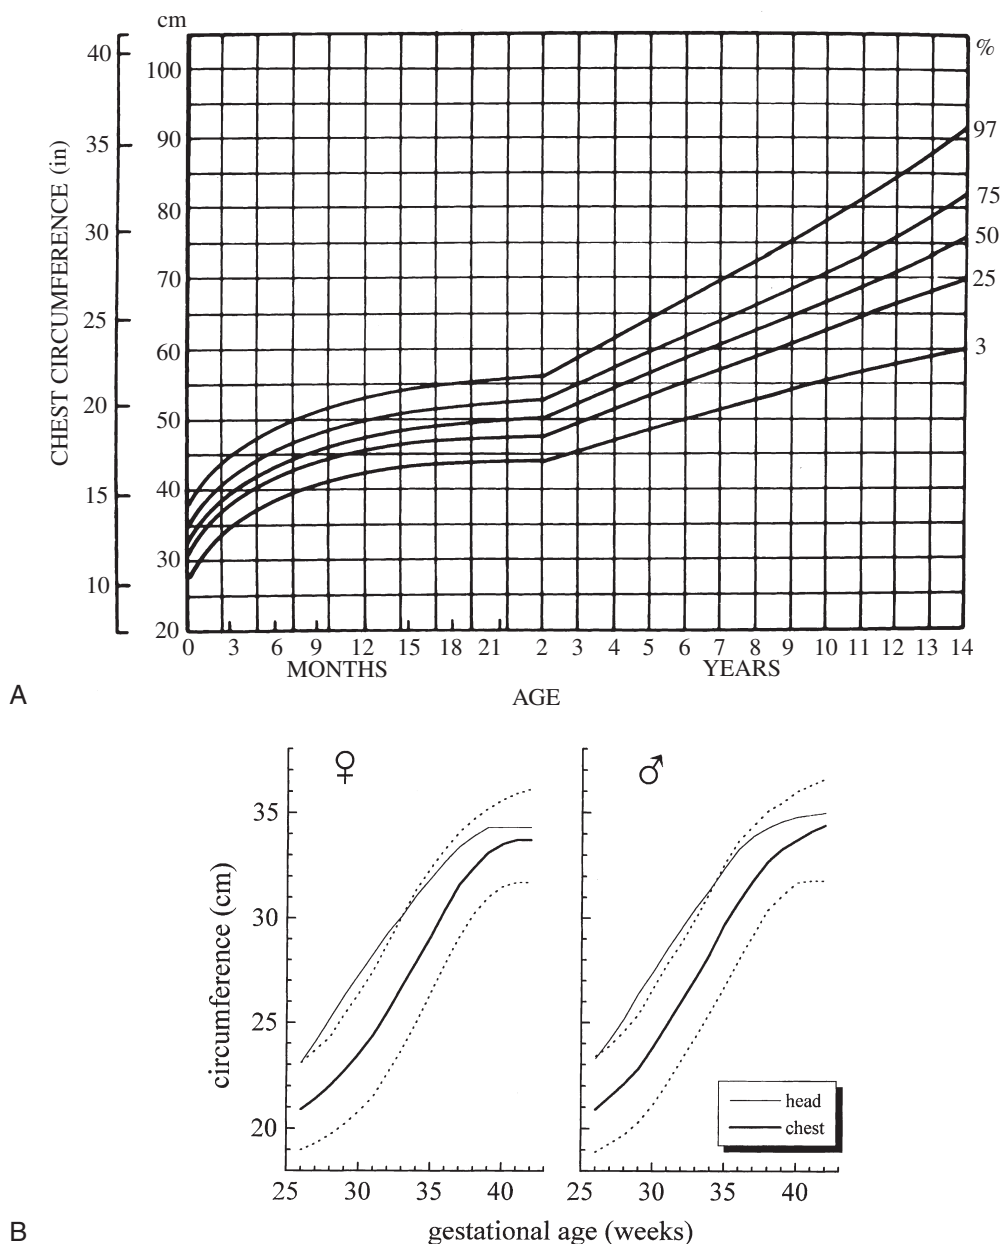 cm
%
CHEST CIRCUMFERENCE (in)
40
35
30
25
20
15
10
100
90
80
70
60
50
40
30
20
97
75
50
25
3
0 3 6 9 12 15 18 21 2 3 4 5 6 7 8 9 10 11 12 13 14
MONTHS YEARS
AGE
A
♀ ♂
circumference (cm)
35
30
25
20
head
chest
25 30 35 40 25 30 35 40
gestational age (weeks)
B